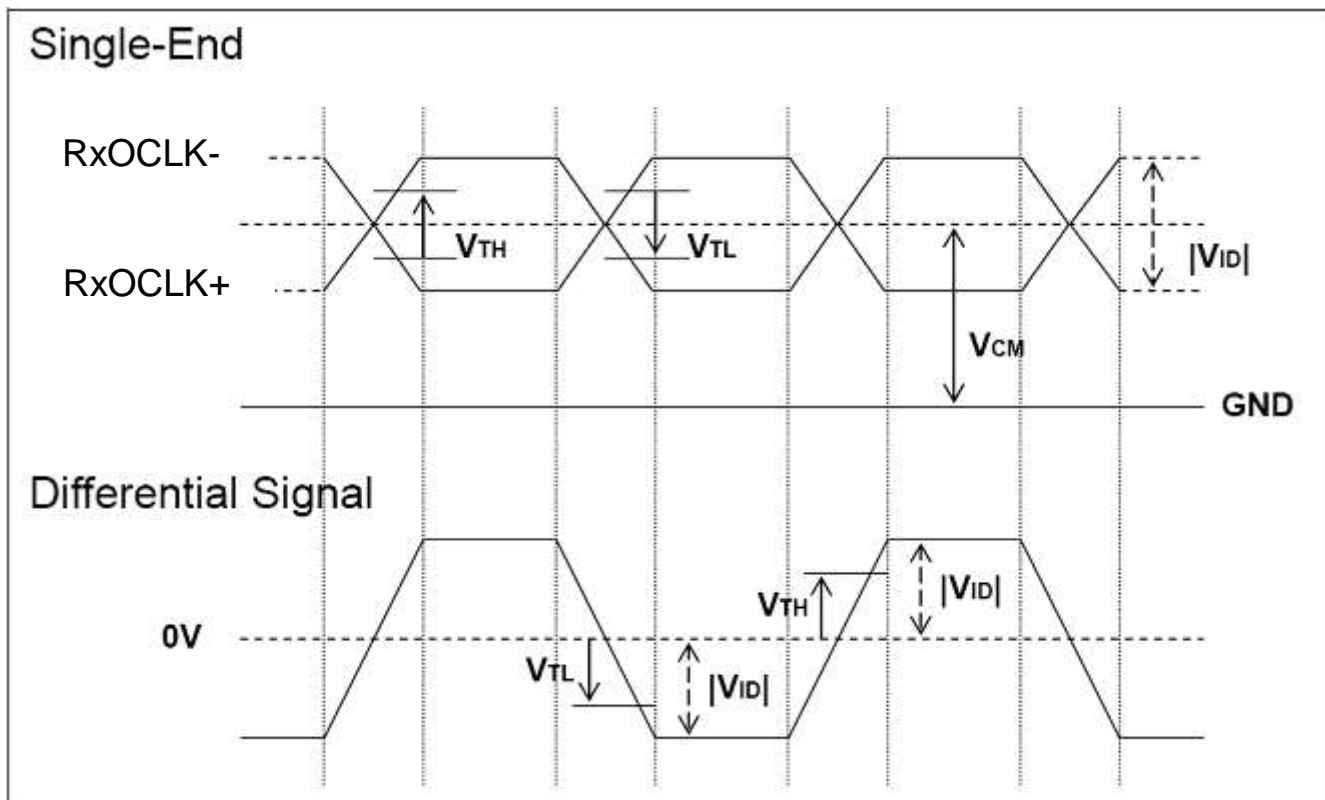 Single-End
RxOCLK-
VTH
VTL
|VID|
RxOCLK+
VCM
GND
Differential Signal
|VID|
VTH
0V
VTL
|VID|